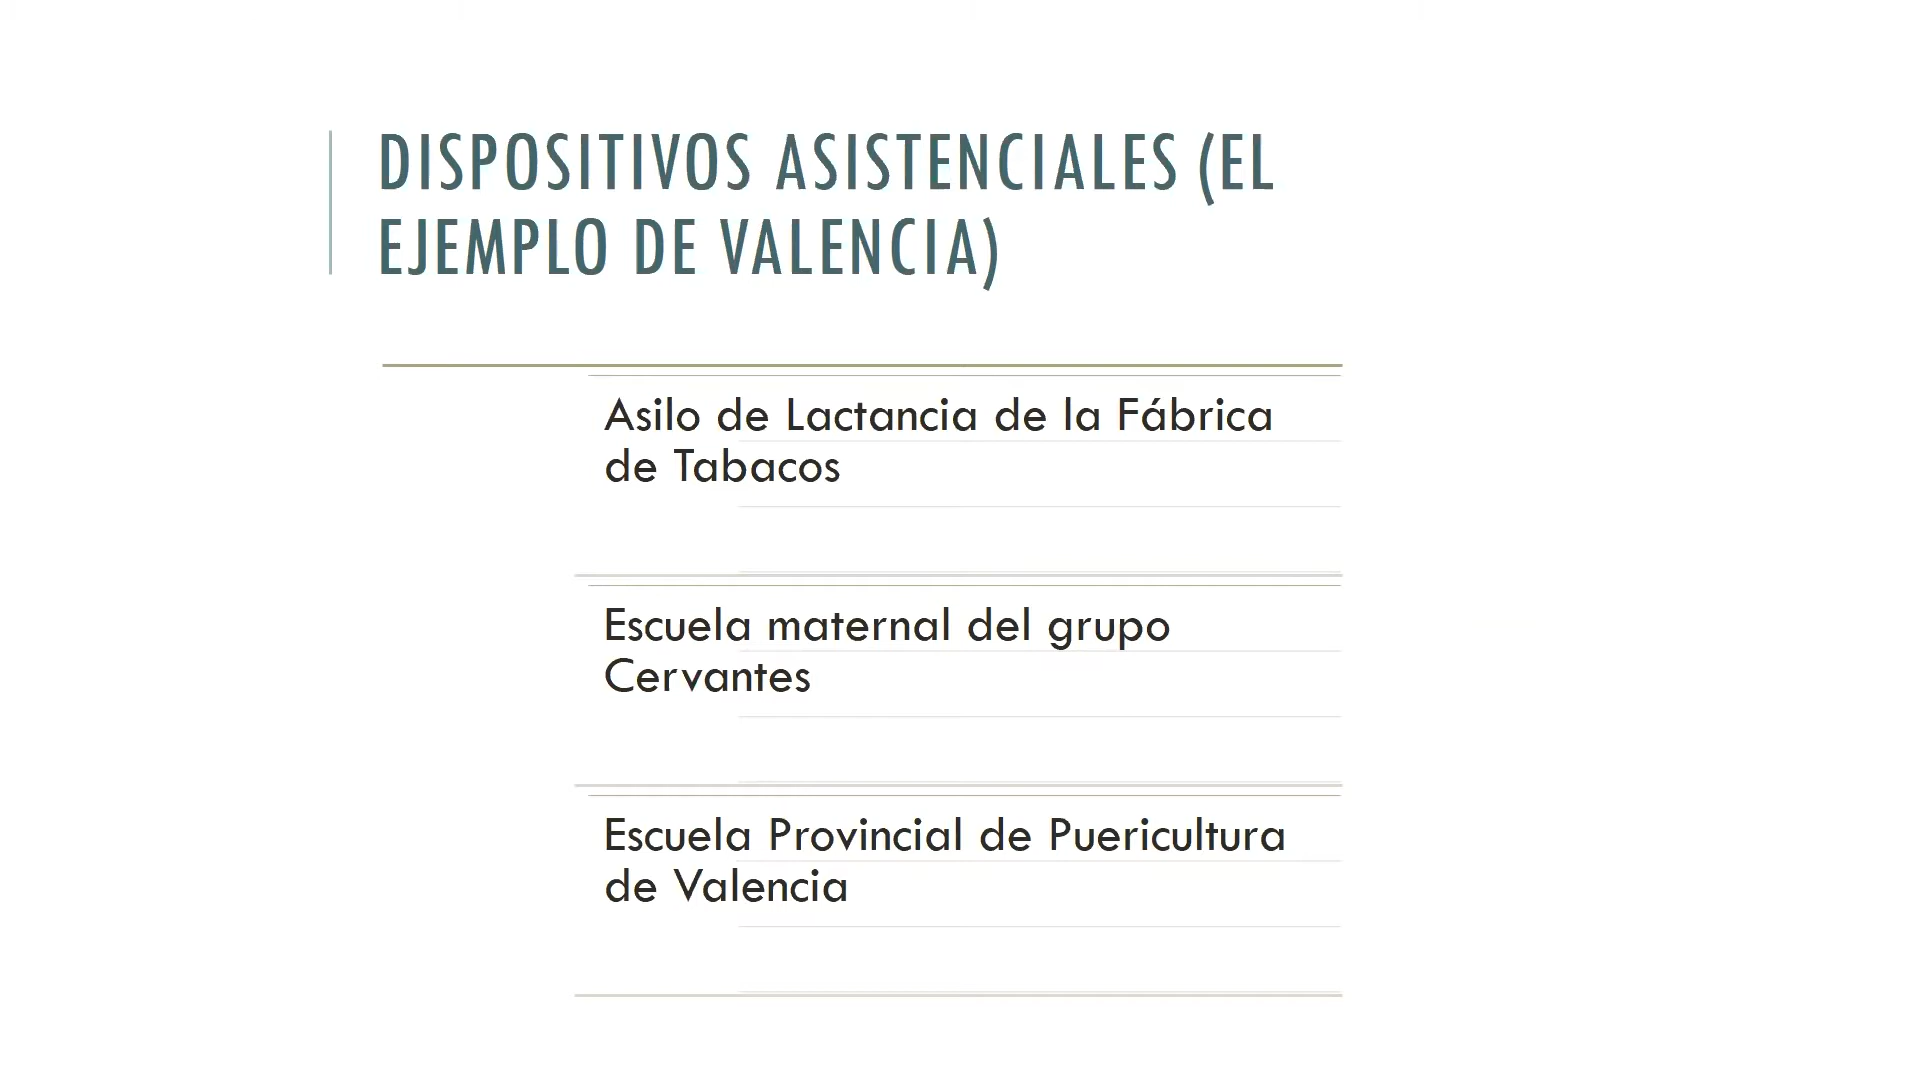 DISPOSITIVOS ASISTENCIALES (EL
EJEMPLO DE VALENCIA)
Asilo de Lactancia de la Fábrica
de Tabacos
Escuela maternal del grupo
Cervantes
Escuela Provincial de Puericultura
de Valencia